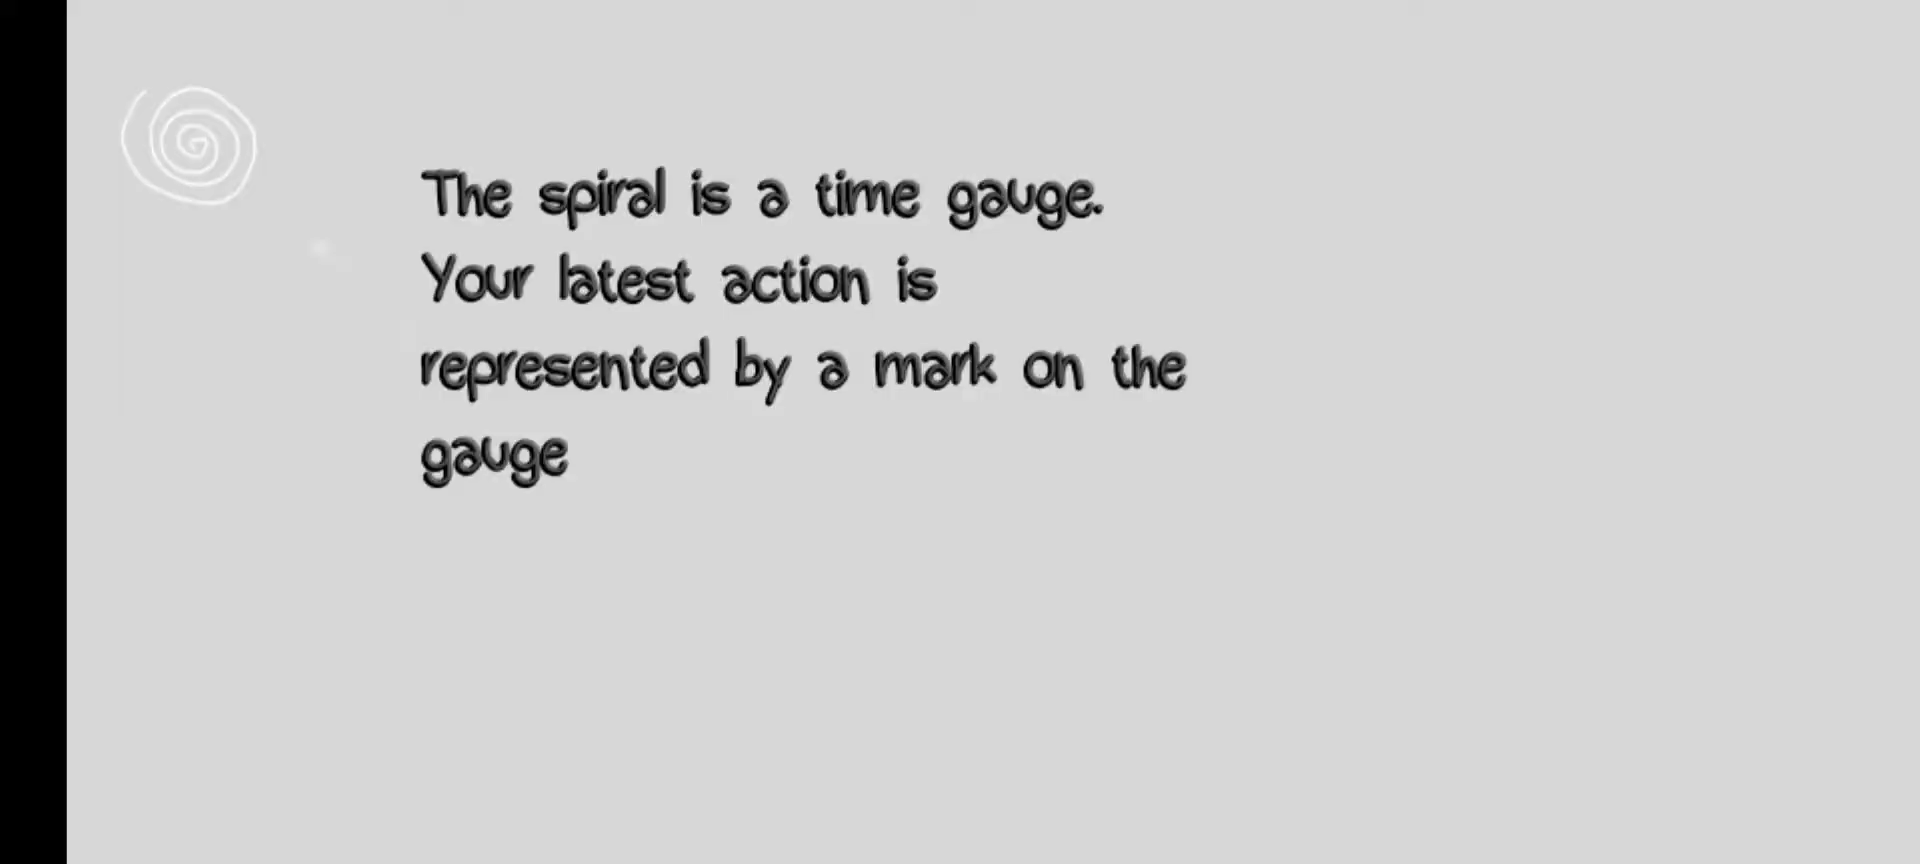 The spiral is a time gauge.
Your latest action is
represented by a mark on the
gauge